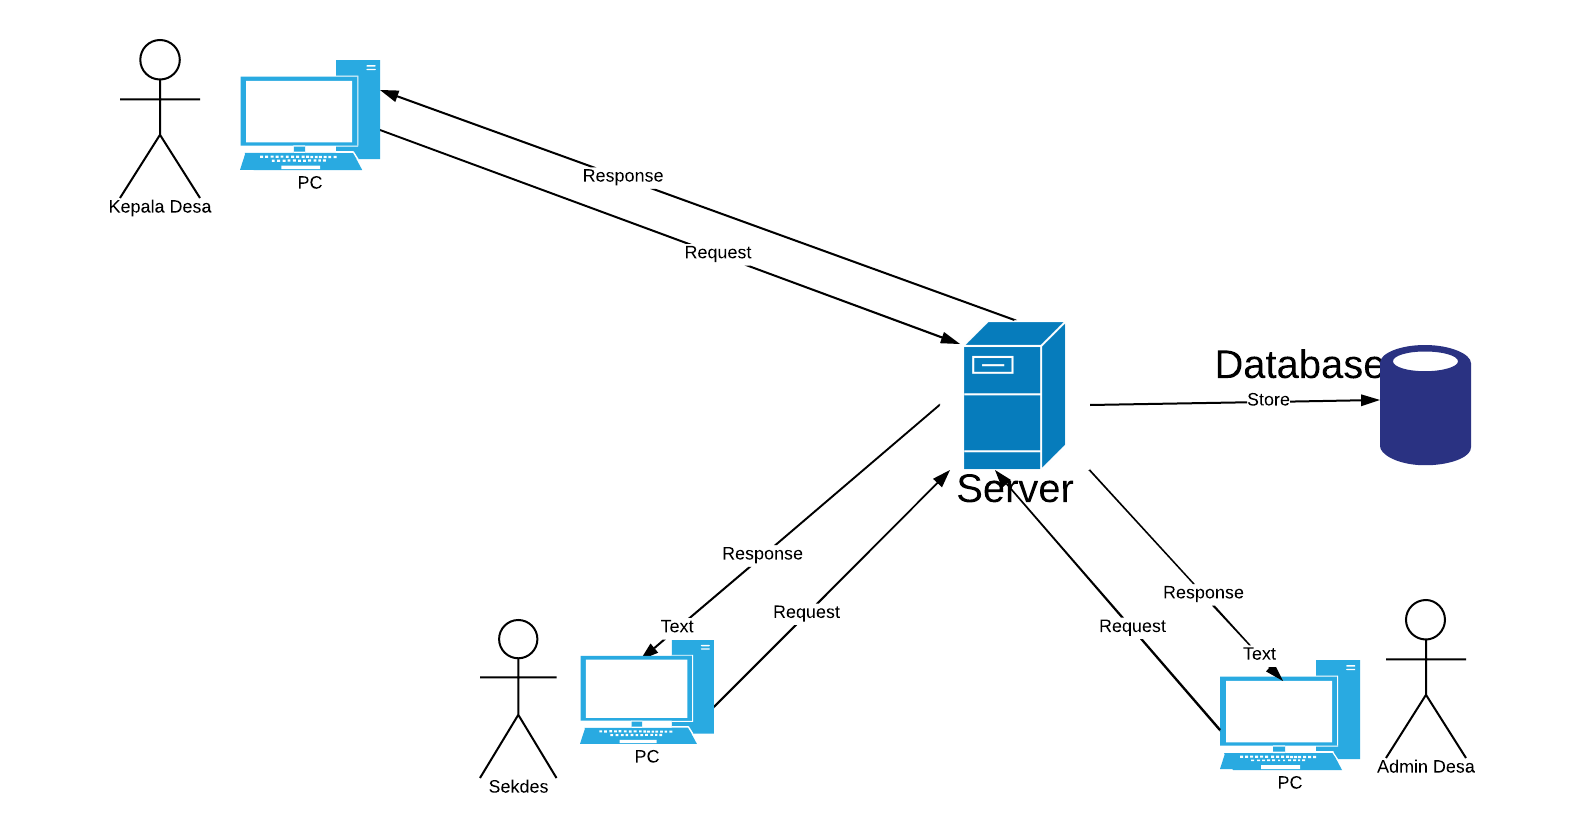 PC
Kepala Desa
Response
Request
Database
Store
Server
Response
Request
Text
Response
Request
Text
PC
Sekdes
Admin Desa
PC